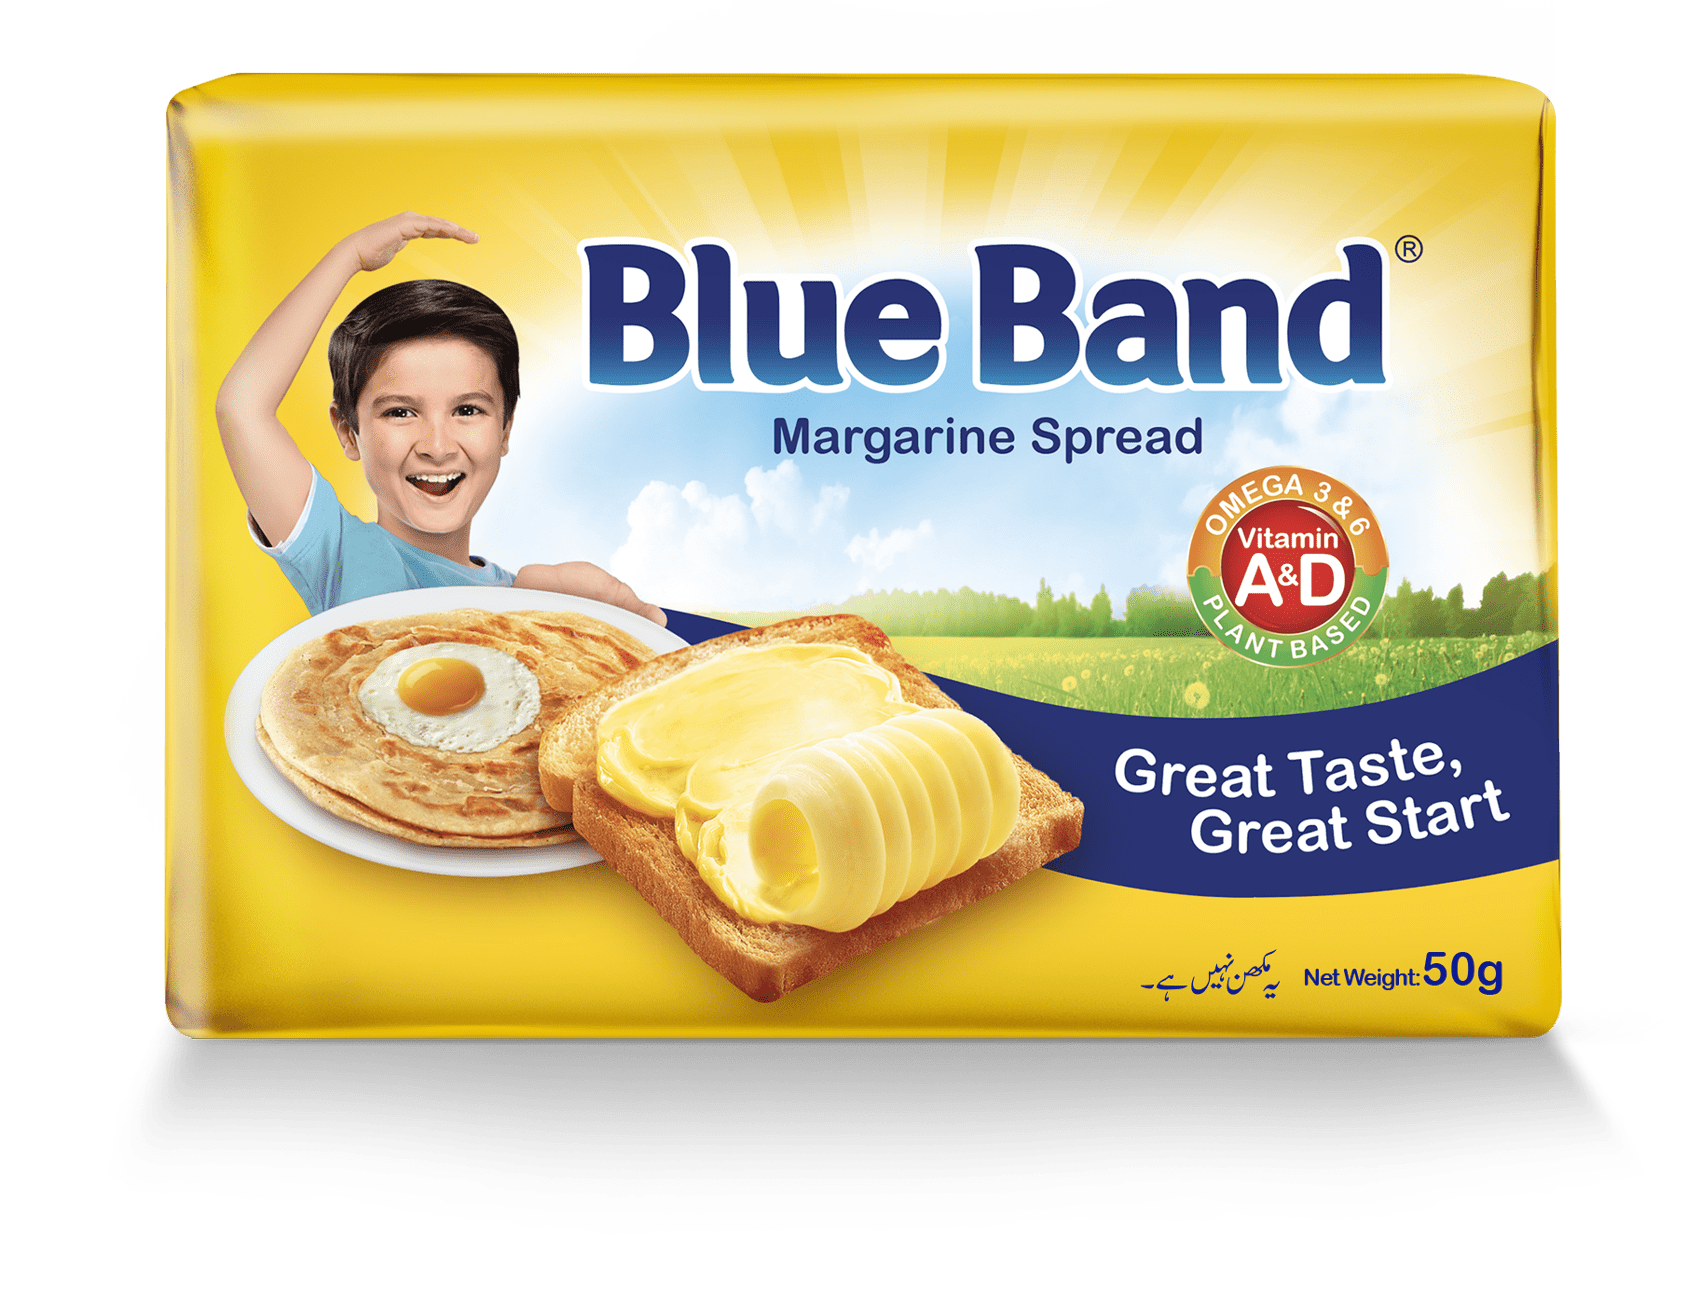 Blue Band®
Margarine Spread
OMEGA 3 & 6
Vitamin
A&D
PLANT BASED
Great Taste,
Great Start
یہ مکھن نہیں ہے۔
Net Weight: 50g